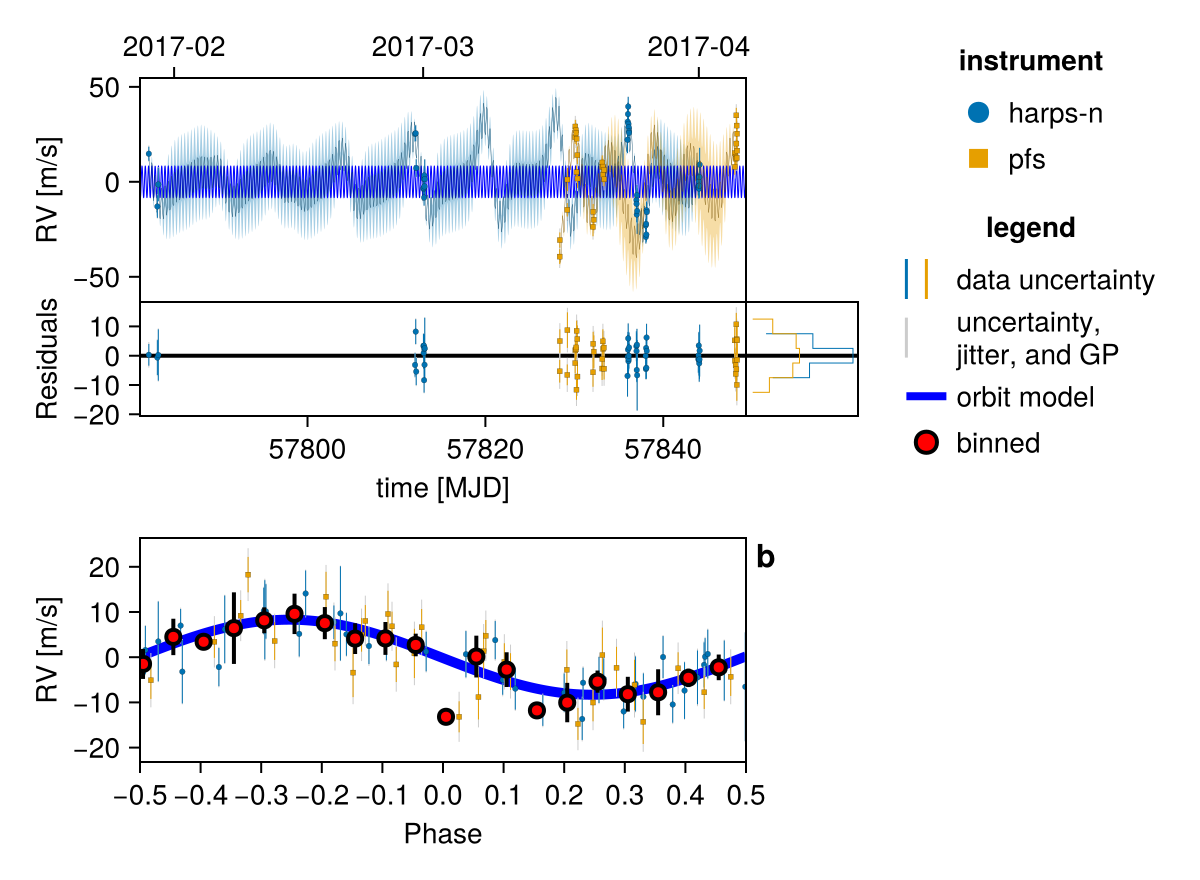 2017-02 2017-03 2017-04
50
0
−50
RV [m/s]
10
0
−10
−20
Residuals
57800 57820 57840
time [MJD]
instrument
harps-n
pfs
legend
data uncertainty
uncertainty,
jitter, and GP
orbit model
binned
b
20
10
0
−10
−20
RV [m/s]
−0.5 −0.4 −0.3 −0.2 −0.1 0.0 0.1 0.2 0.3 0.4 0.5
Phase